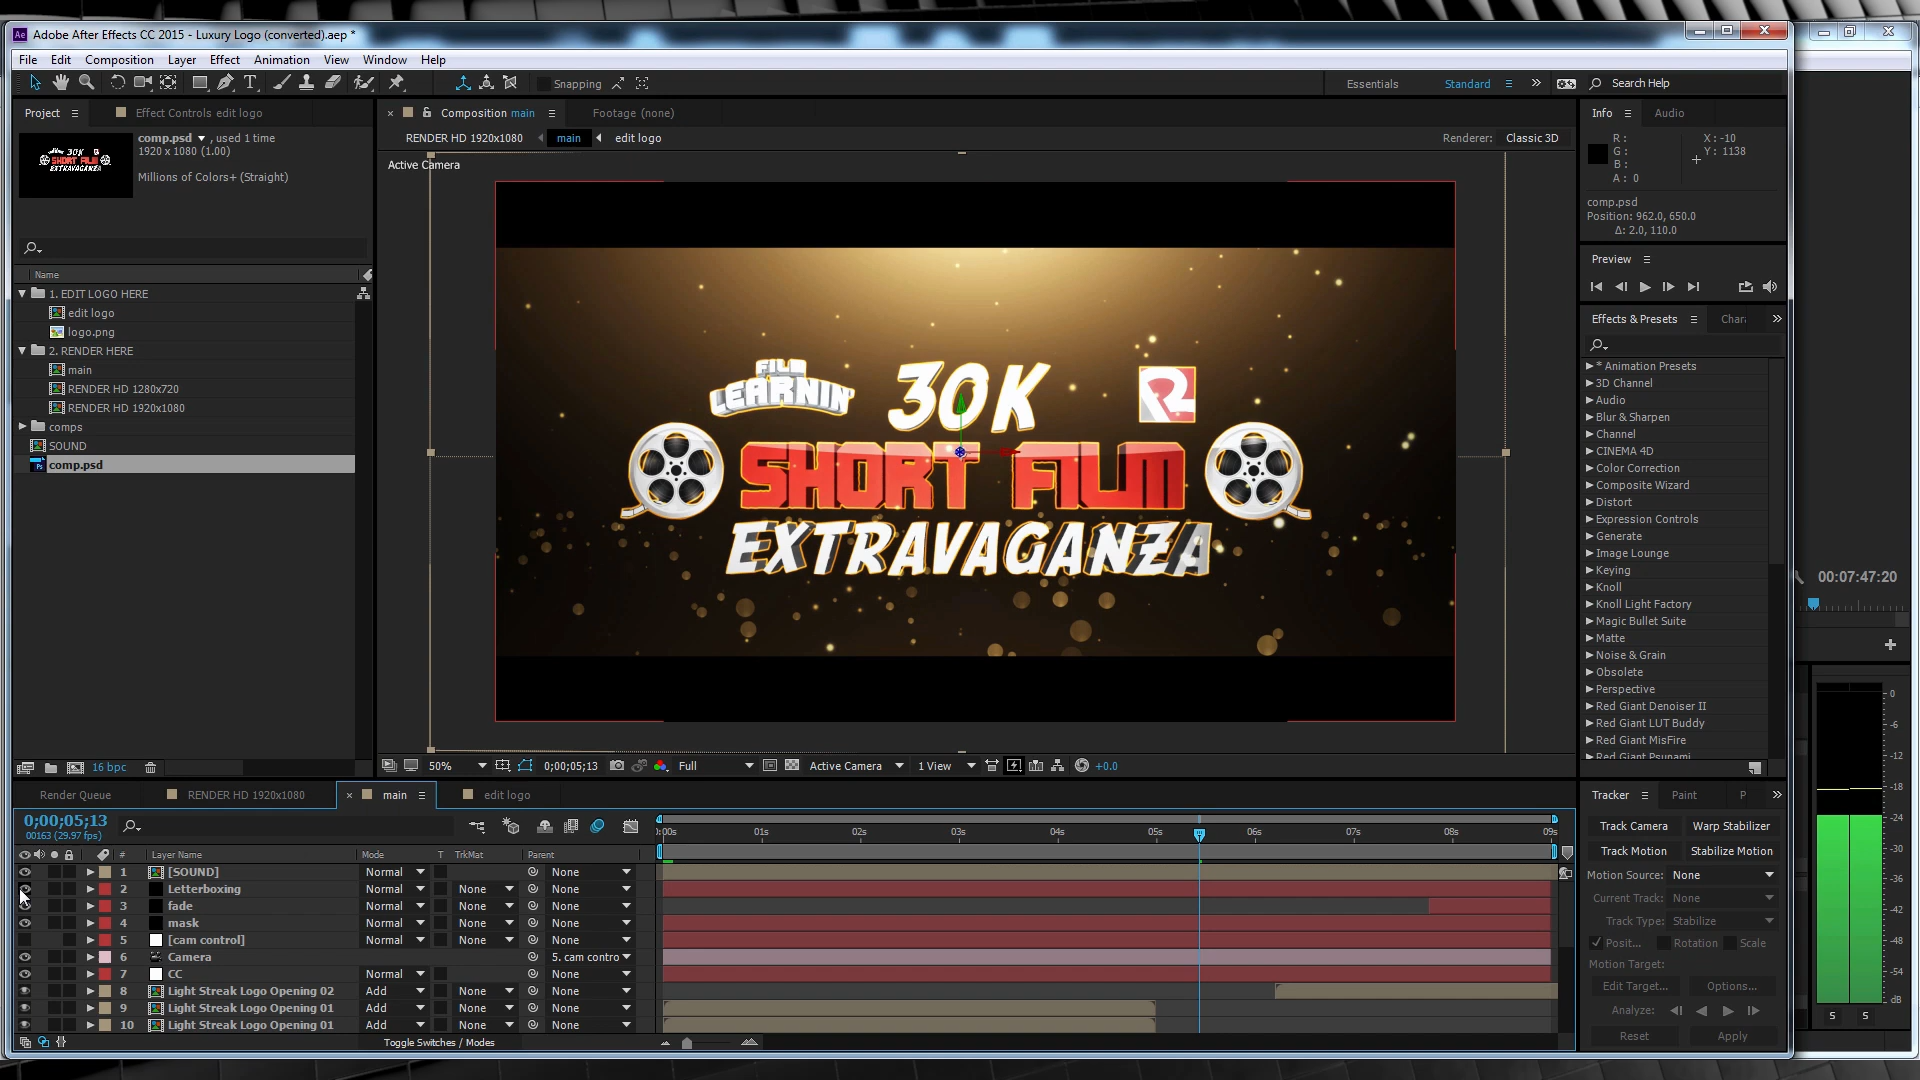 Adobe After Effects CC 2015 - Luxury Logo (converted).aep *
File Edit Composition Layer Effect Animation View Window Help
Snapping
Essentials Standard Search Help
Project Effect Controls edit logo
comp.psd , used 1 time
1920 x 1080 (1.00)
Millions of Colors+ (Straight)
Name
1. EDIT LOGO HERE
edit logo
logo.png
2. RENDER HERE
main
RENDER HD 1280x720
RENDER HD 1920x1080
comps
SOUND
comp.psd
16 bpc
Composition main Footage (none)
RENDER HD 1920x1080 main edit logo Renderer: Classic 3D
Active Camera
FILM
LEARNIN'
30K
SHORT FILM
EXTRAVAGANZA
50% 0;00;05;13 Full Active Camera 1 View +0.0
Info Audio
R: X: -10
G: Y: 1138
B:
A: 0
comp.psd
Position: 962.0, 650.0
Δ: 2.0, 110.0
Preview
Effects & Presets Chara
* Animation Presets
3D Channel
Audio
Blur & Sharpen
Channel
CINEMA 4D
Color Correction
Composite Wizard
Distort
Expression Controls
Generate
Image Lounge
Keying
Knoll
Knoll Light Factory
Magic Bullet Suite
Matte
Noise & Grain
Obsolete
Perspective
Red Giant Denoiser II
Red Giant LUT Buddy
Red Giant MisFire
Red Giant Psunami
Render Queue RENDER HD 1920x1080 main edit logo
0;00;05;13
00163 (29.97 fps)
# Layer Name Mode T TrkMat Parent
1 [SOUND] Normal None
2 Letterboxing Normal None None
3 fade Normal None None
4 mask Normal None None
5 [cam control] Normal None None
6 Camera 5. cam contro
7 CC Normal None
8 Light Streak Logo Opening 02 Add None None
9 Light Streak Logo Opening 01 Add None None
10 Light Streak Logo Opening 01 Add None None
Toggle Switches / Modes
:00s 01s 02s 03s 04s 05s 06s 07s 08s 09s
Tracker Paint P
Track Camera Warp Stabilizer
Track Motion Stabilize Motion
Motion Source: None
Current Track: None
Track Type: Stabilize
Posit... Rotation Scale
Motion Target:
Edit Target... Options...
Analyze:
Reset Apply
00:07:47:20
0
-6
-12
-18
-24
-30
-36
-42
-48
-54
dB
S S